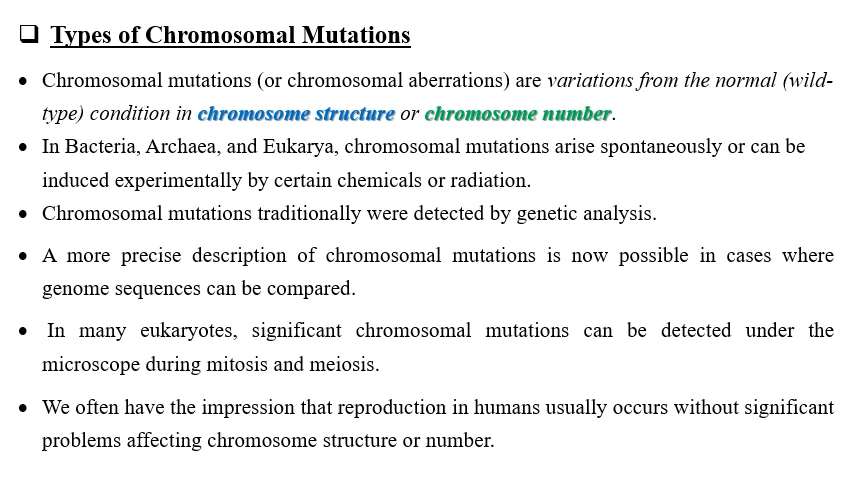 ❑ Types of Chromosomal Mutations
• Chromosomal mutations (or chromosomal aberrations) are variations from the normal (wild-
type) condition in chromosome structure or chromosome number.
• In Bacteria, Archaea, and Eukarya, chromosomal mutations arise spontaneously or can be
induced experimentally by certain chemicals or radiation.
• Chromosomal mutations traditionally were detected by genetic analysis.
• A more precise description of chromosomal mutations is now possible in cases where
genome sequences can be compared.
• In many eukaryotes, significant chromosomal mutations can be detected under the
microscope during mitosis and meiosis.
• We often have the impression that reproduction in humans usually occurs without significant
problems affecting chromosome structure or number.